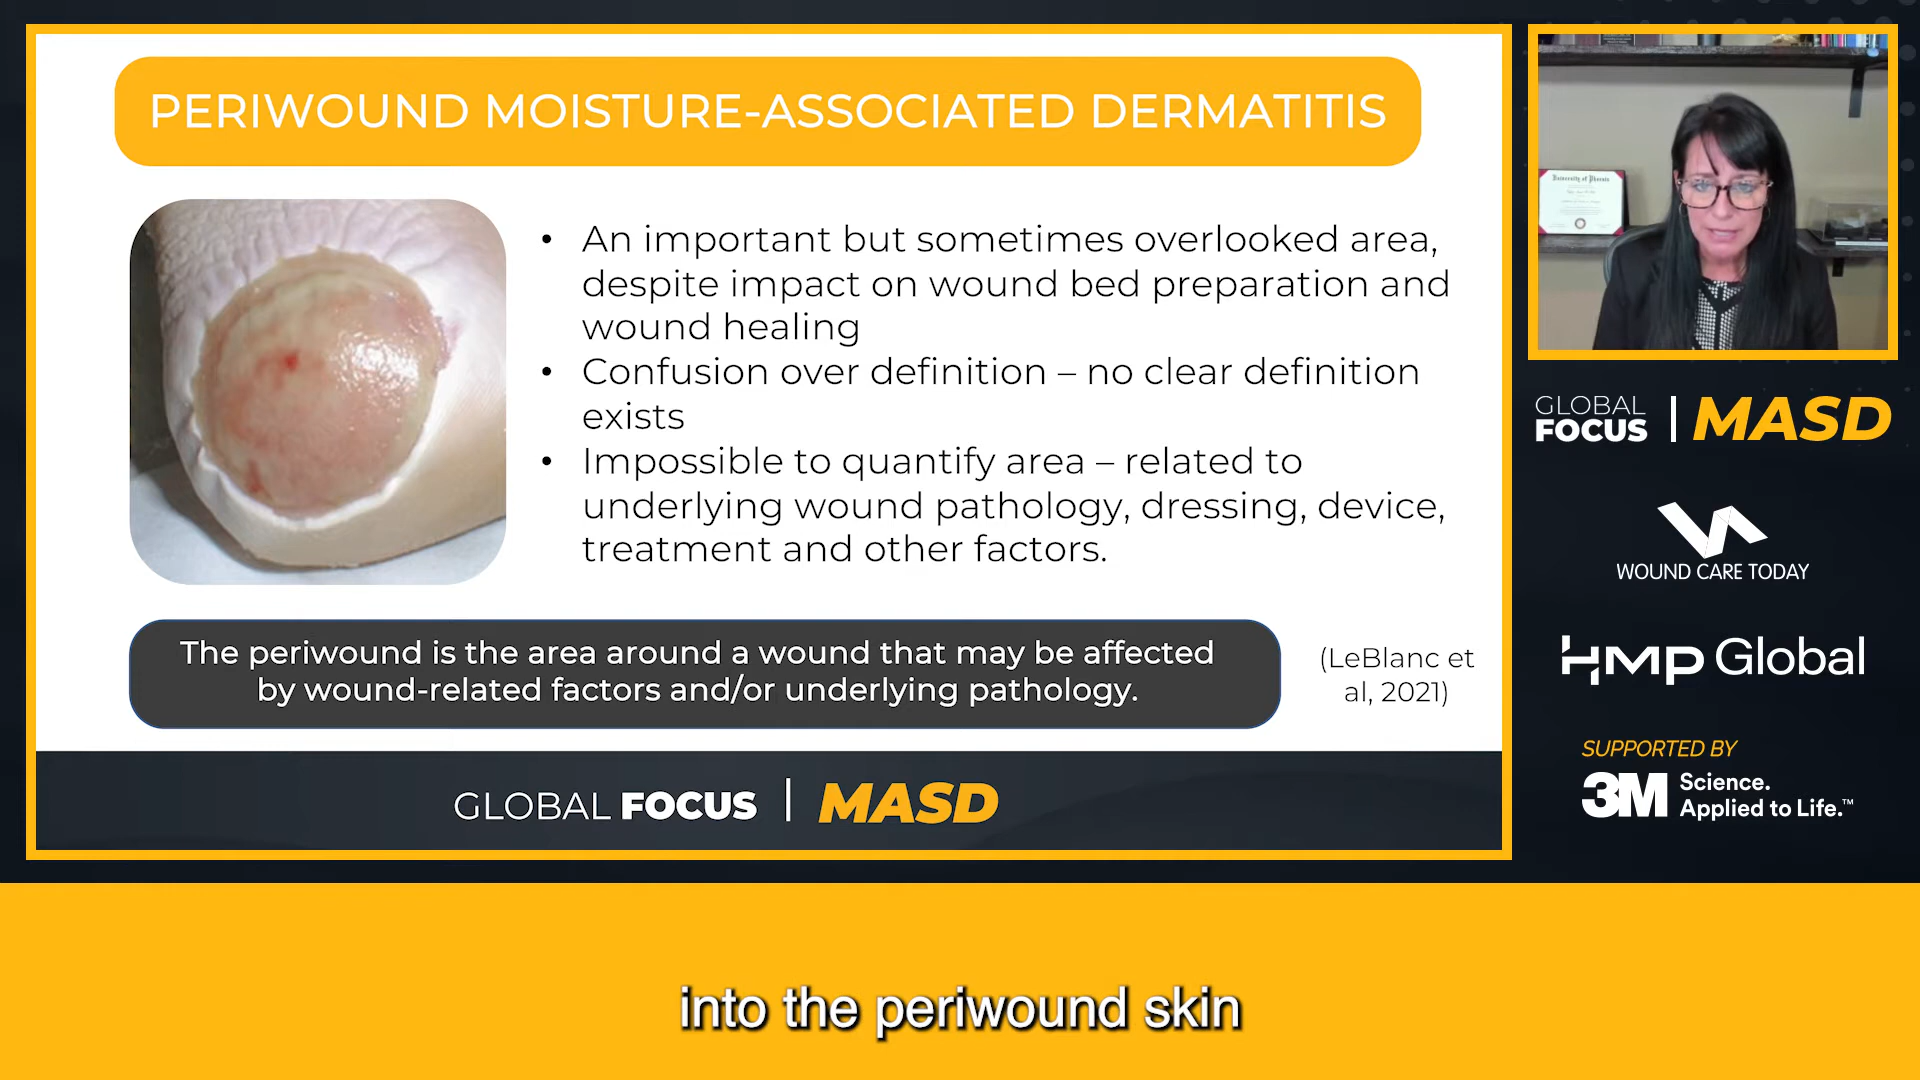 PERIWOUND MOISTURE-ASSOCIATED DERMATITIS
• An important but sometimes overlooked area,
despite impact on wound bed preparation and
wound healing
• Confusion over definition – no clear definition
exists
• Impossible to quantify area – related to
underlying wound pathology, dressing, device,
treatment and other factors.
The periwound is the area around a wound that may be affected
by wound-related factors and/or underlying pathology.
(LeBlanc et
al, 2021)
GLOBAL FOCUS | MASD
University of Phoenix
GLOBAL
FOCUS | MASD
WOUND CARE TODAY
HMP Global
SUPPORTED BY
3M Science.
Applied to Life.™
into the periwound skin